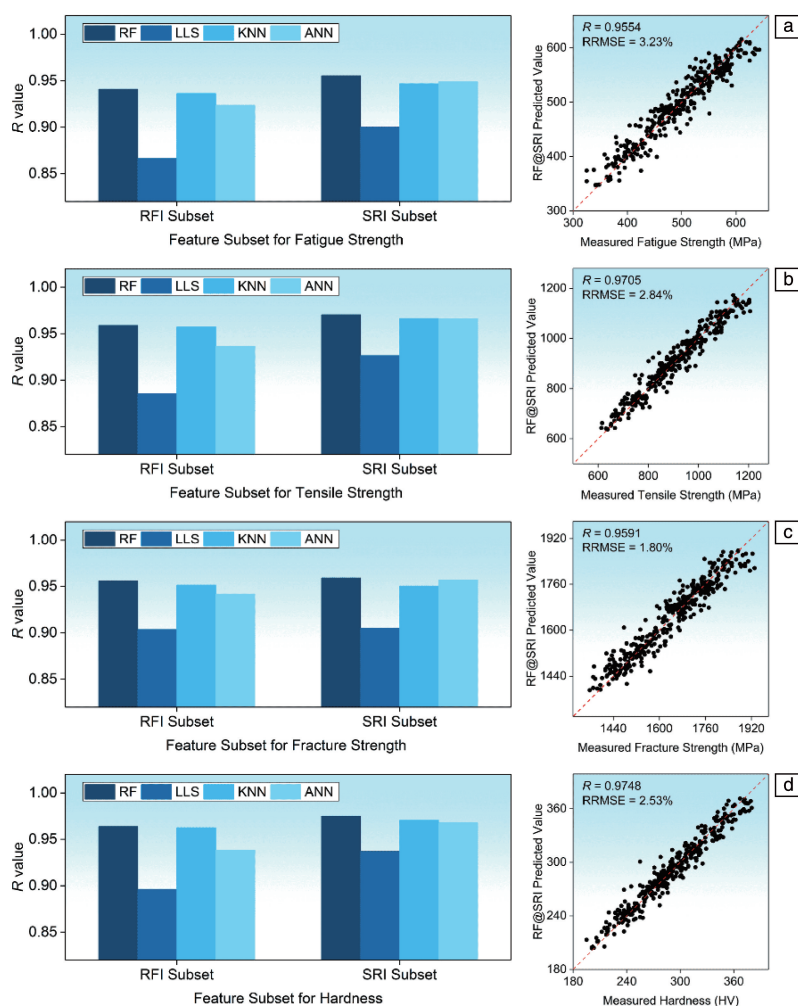 1.00
RF LLS KNN ANN
0.95
0.90
0.85
R value
RFI Subset SRI Subset
Feature Subset for Fatigue Strength
a
R = 0.9554
RRMSE = 3.23%
600
500
400
300
RF@SRI Predicted Value
300 400 500 600
Measured Fatigue Strength (MPa)
1.00
RF LLS KNN ANN
0.95
0.90
0.85
R value
RFI Subset SRI Subset
Feature Subset for Tensile Strength
b
R = 0.9705
RRMSE = 2.84%
1200
1000
800
600
RF@SRI Predicted Value
600 800 1000 1200
Measured Tensile Strength (MPa)
1.00
RF LLS KNN ANN
0.95
0.90
0.85
R value
RFI Subset SRI Subset
Feature Subset for Fracture Strength
c
R = 0.9591
RRMSE = 1.80%
1920
1760
1600
1440
RF@SRI Predicted Value
1440 1600 1760 1920
Measured Fracture Strength (MPa)
1.00
RF LLS KNN ANN
0.95
0.90
0.85
R value
RFI Subset SRI Subset
Feature Subset for Hardness
d
R = 0.9748
RRMSE = 2.53%
360
300
240
180
RF@SRI Predicted Value
180 240 300 360
Measured Hardness (HV)